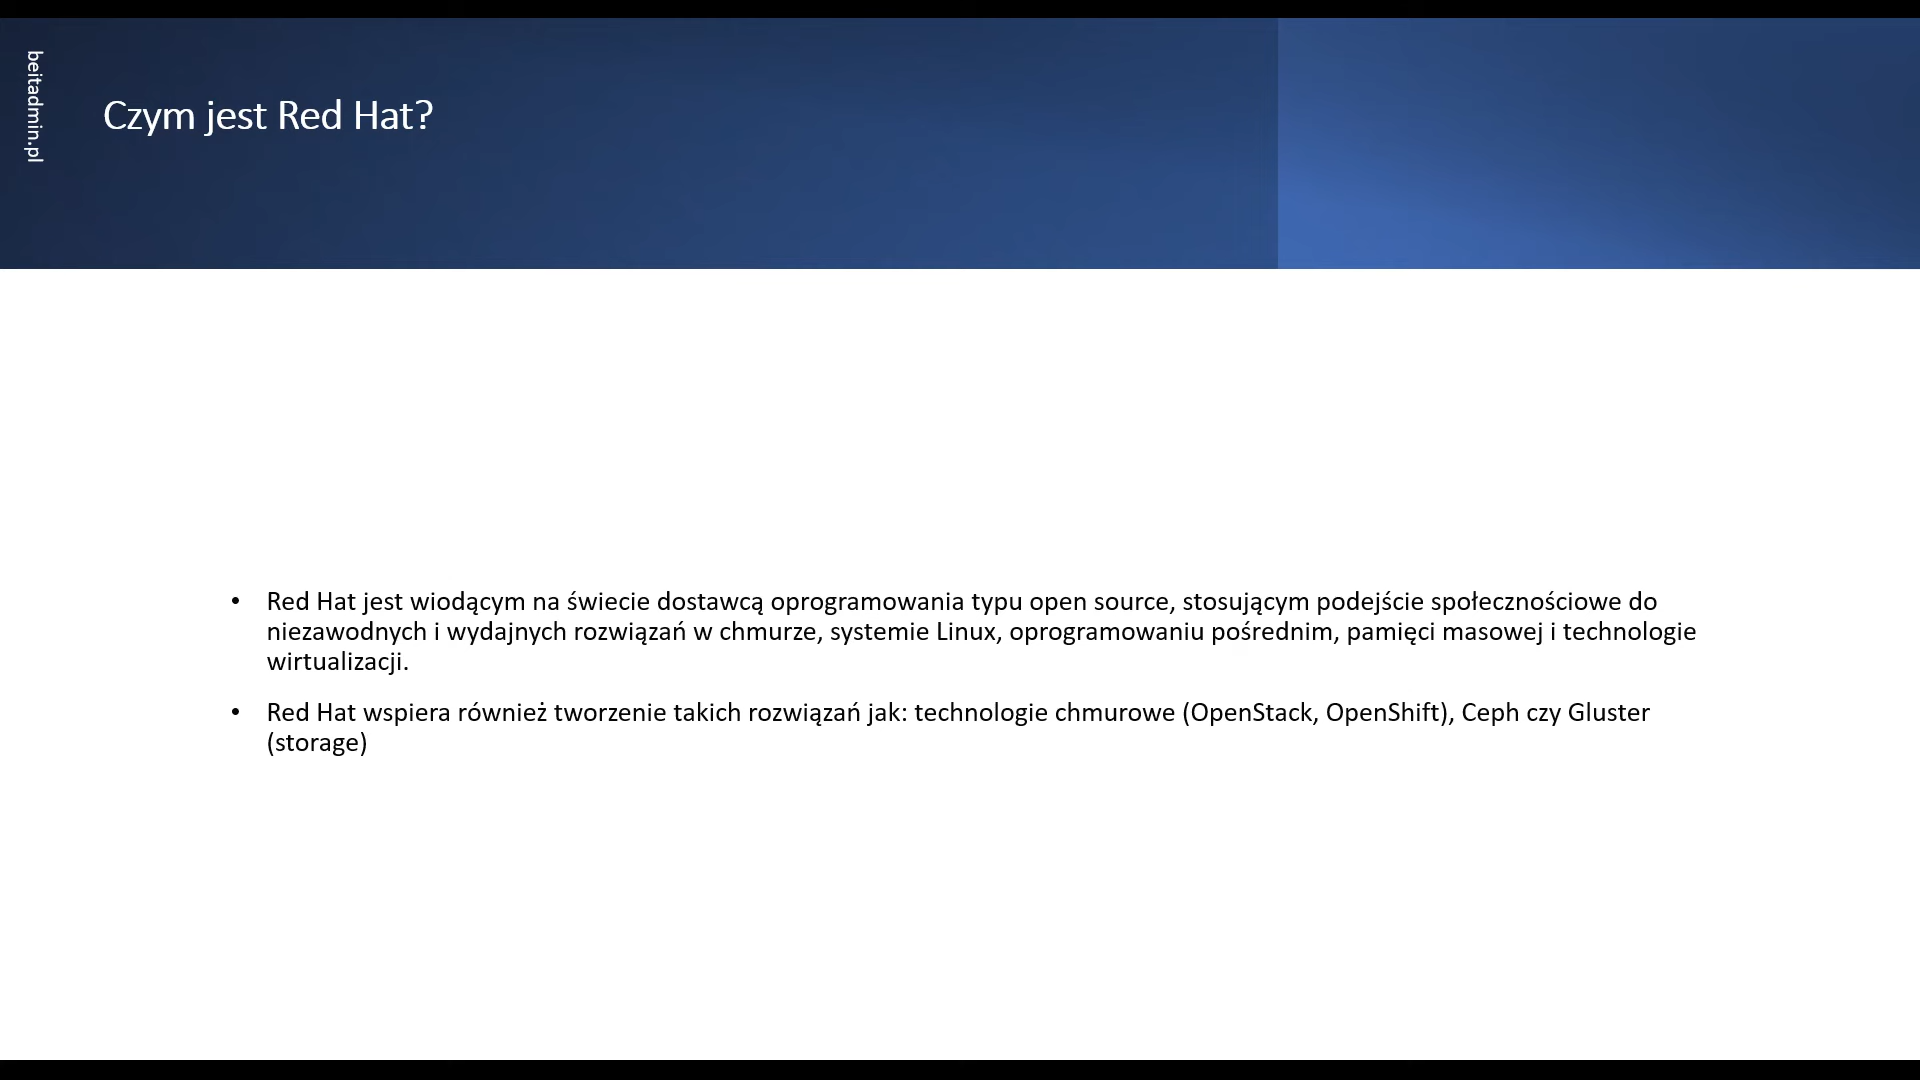 beitadmin.pl
Czym jest Red Hat?
• Red Hat jest wiodącym na świecie dostawcą oprogramowania typu open source, stosującym podejście społecznościowe do
niezawodnych i wydajnych rozwiązań w chmurze, systemie Linux, oprogramowaniu pośrednim, pamięci masowej i technologie
wirtualizacji.
• Red Hat wspiera również tworzenie takich rozwiązań jak: technologie chmurowe (OpenStack, OpenShift), Ceph czy Gluster
(storage)